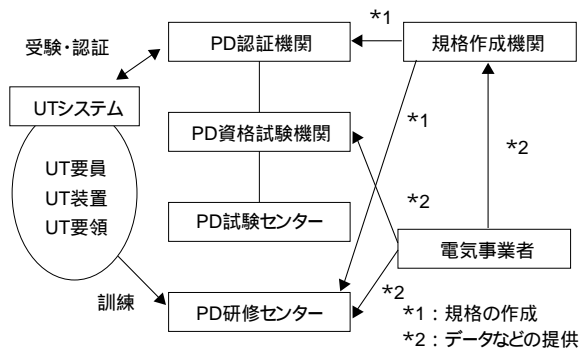 PD認証機関
*1
規格作成機関
受験・認証
UTシステム
*1
PD資格試験機関
*2
UT要員
UT装置
UT要領
*2
PD試験センター
電気事業者
訓練
PD研修センター
*2
*1：規格の作成
*2：データなどの提供